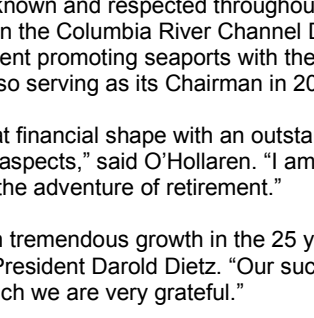 known and respected throughou
n the Columbia River Channel
ent promoting seaports with the
so serving as its Chairman in 20
at financial shape with an outsta
aspects,” said O’Hollaren. “I am
the adventure of retirement.”
n tremendous growth in the 25 y
President Darold Dietz. “Our suc
ch we are very grateful.”